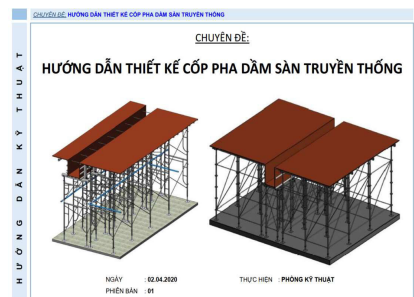 CHUYÊN ĐỀ: HƯỚNG DẪN THIẾT KẾ CỐP PHA DẦM SÀN TRUYỀN THỐNG
HƯỚNG DẪN KỸ THUẬT
CHUYÊN ĐỀ:
HƯỚNG DẪN THIẾT KẾ CỐP PHA DẦM SÀN TRUYỀN THỐNG
NGÀY : 02.04.2020
THỰC HIỆN : PHÒNG KỸ THUẬT
PHIÊN BẢN : 01